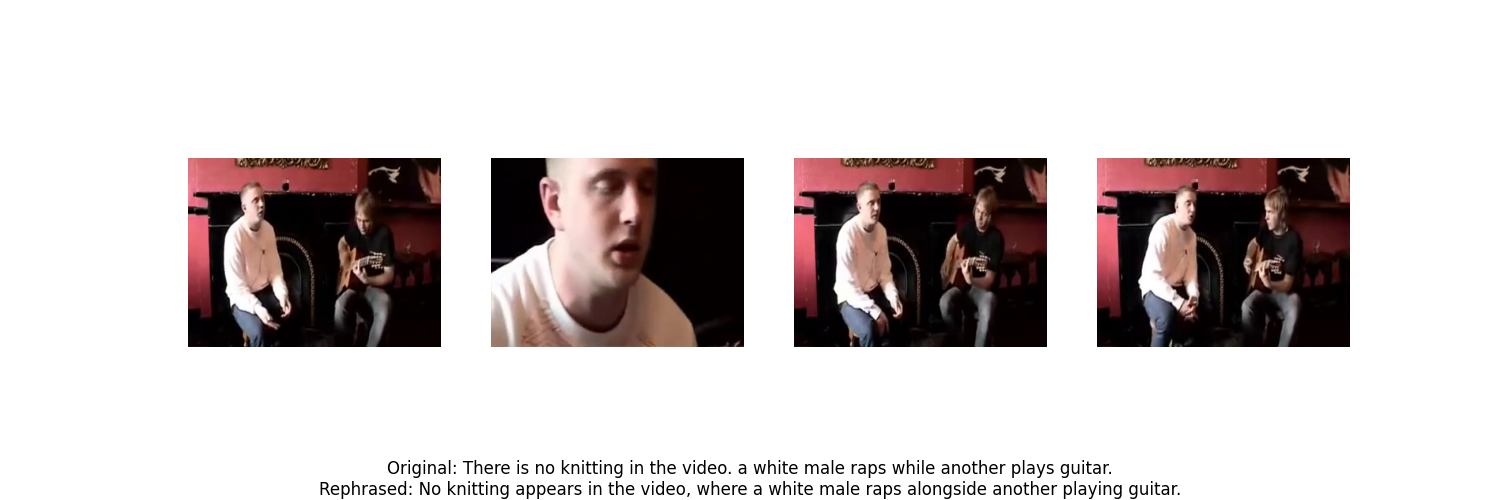 Original: There is no knitting in the video. a white male raps while another plays guitar.
Rephrased: No knitting appears in the video, where a white male raps alongside another playing guitar.